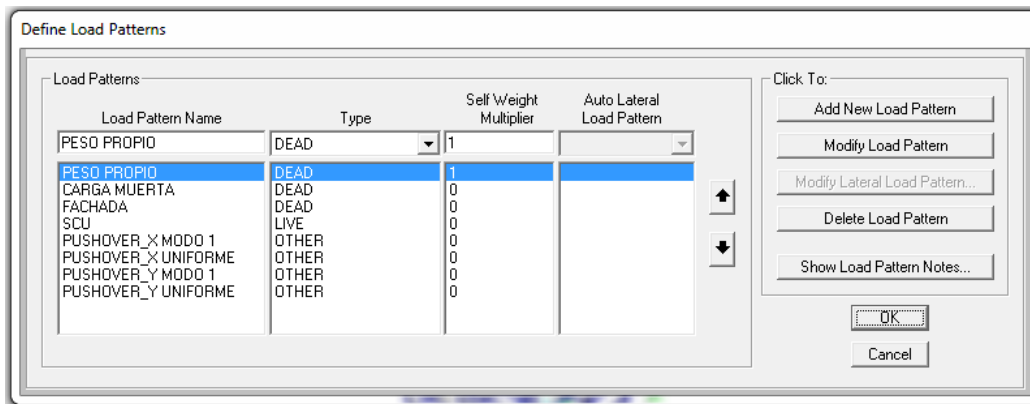 Define Load Patterns
Load Patterns
Click To:
Load Pattern Name
Type
Self Weight
Multiplier
Auto Lateral
Load Pattern
PESO PROPIO DEAD 1
PESO PROPIO DEAD 1
CARGA MUERTA DEAD 0
FACHADA DEAD 0
SCU LIVE 0
PUSHOVER_X MODO 1 OTHER 0
PUSHOVER_X UNIFORME OTHER 0
PUSHOVER_Y MODO 1 OTHER 0
PUSHOVER_Y UNIFORME OTHER 0
Add New Load Pattern
Modify Load Pattern
Modify Lateral Load Pattern...
Delete Load Pattern
Show Load Pattern Notes...
OK
Cancel